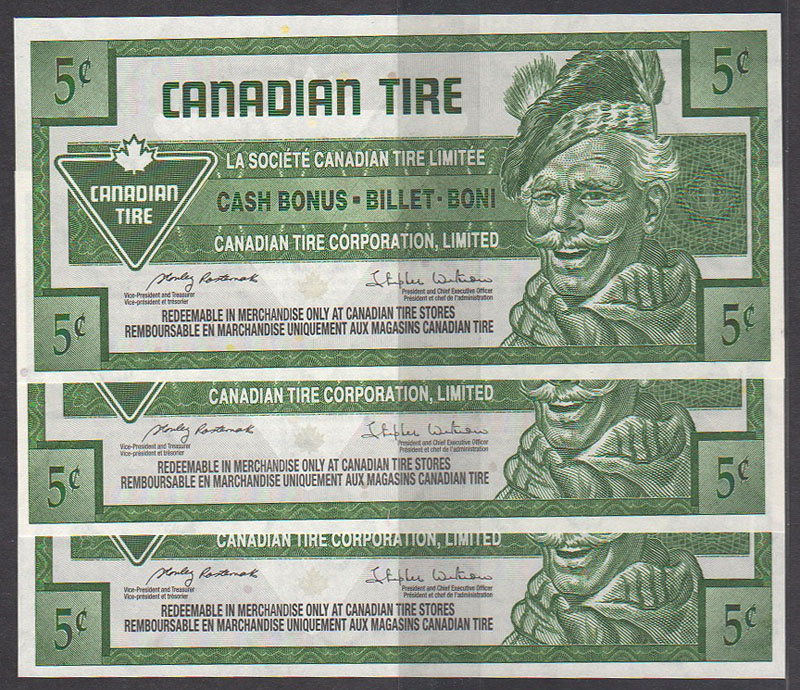 5¢ 5¢
CANADIAN TIRE
LA SOCIÉTÉ CANADIAN TIRE LIMITÉE
CANADIAN
TIRE
CASH BONUS - BILLET - BONI
CANADIAN TIRE CORPORATION, LIMITED
Vice-President and Treasurer President and Chief Executive Officer
Vice-président et trésorier Président et chef de l'administration
5¢ 5¢
REDEEMABLE IN MERCHANDISE ONLY AT CANADIAN TIRE STORES
REMBOURSABLE EN MARCHANDISE UNIQUEMENT AUX MAGASINS CANADIAN TIRE
CANADIAN TIRE CORPORATION, LIMITED
Vice-President and Treasurer President and Chief Executive Officer
Vice-président et trésorier Président et chef de l'administration
5¢ 5¢
REDEEMABLE IN MERCHANDISE ONLY AT CANADIAN TIRE STORES
REMBOURSABLE EN MARCHANDISE UNIQUEMENT AUX MAGASINS CANADIAN TIRE
CANADIAN TIRE CORPORATION, LIMITED
Vice-President and Treasurer President and Chief Executive Officer
Vice-président et trésorier Président et chef de l'administration
5¢ 5¢
REDEEMABLE IN MERCHANDISE ONLY AT CANADIAN TIRE STORES
REMBOURSABLE EN MARCHANDISE UNIQUEMENT AUX MAGASINS CANADIAN TIRE